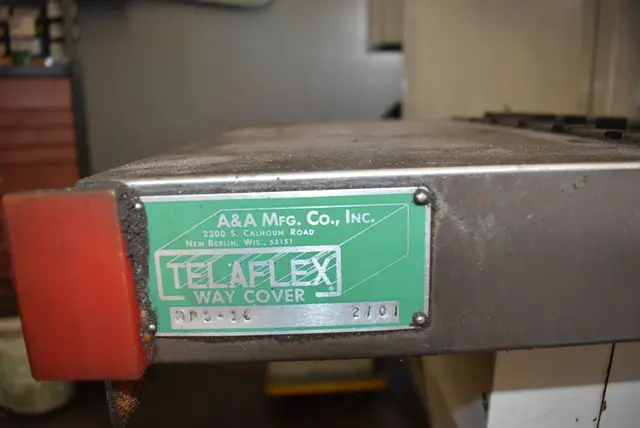 A&A MFG. CO., INC.
2300 S. CALHOUN ROAD
NEW BERLIN, WIS., 53151
TELAFLEX
WAY COVER ®
2/01